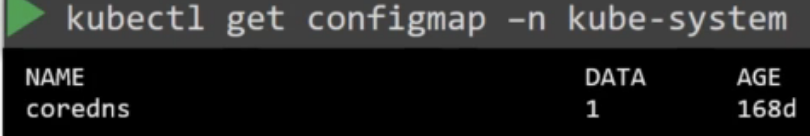 kubectl get configmap –n kube-system
NAME DATA AGE
coredns 1 168d